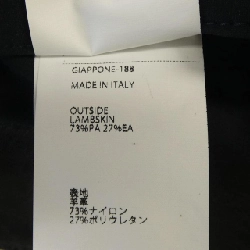 GIAPPONE-188
MADE IN ITALY
OUTSIDE
LAMBSKIN
73%PA 27%EA
表地
羊革
73%ナイロン
27%ポリウレタン